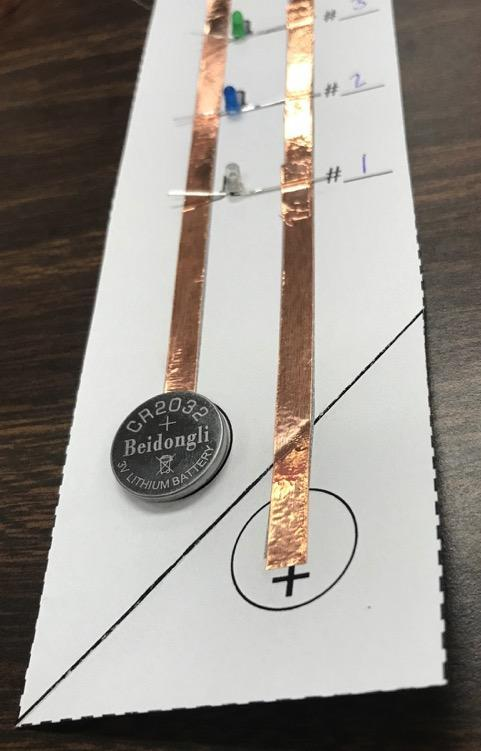 # 3
# 2
# 1
CR2032
+
Beidongli
3V LITHIUM BATTERY
+